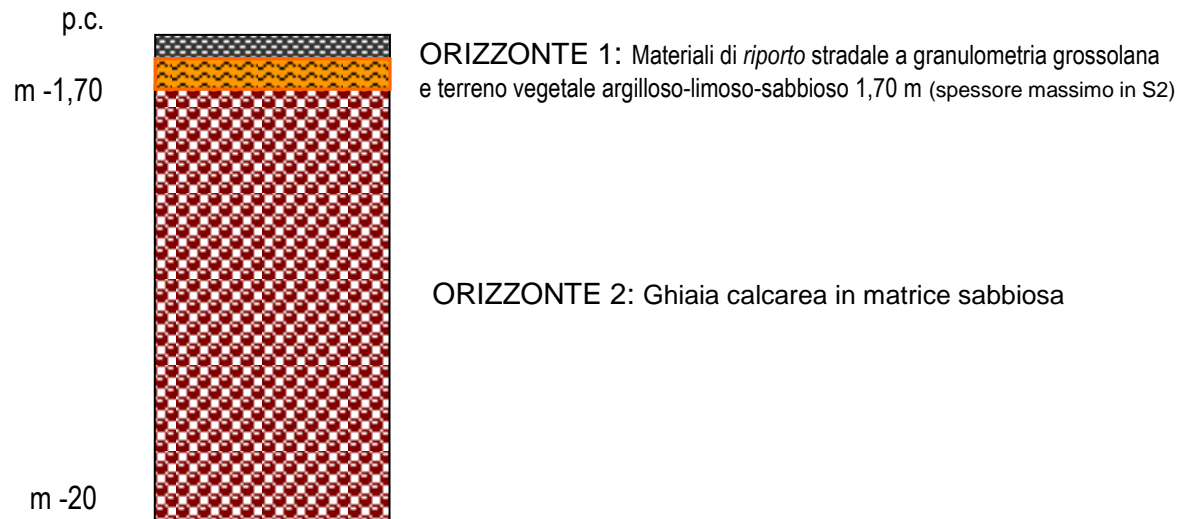 p.c.
ORIZZONTE 1: Materiali di riporto stradale a granulometria grossolana
m -1,70
e terreno vegetale argilloso-limoso-sabbioso 1,70 m (spessore massimo in S2)
ORIZZONTE 2: Ghiaia calcarea in matrice sabbiosa
m -20